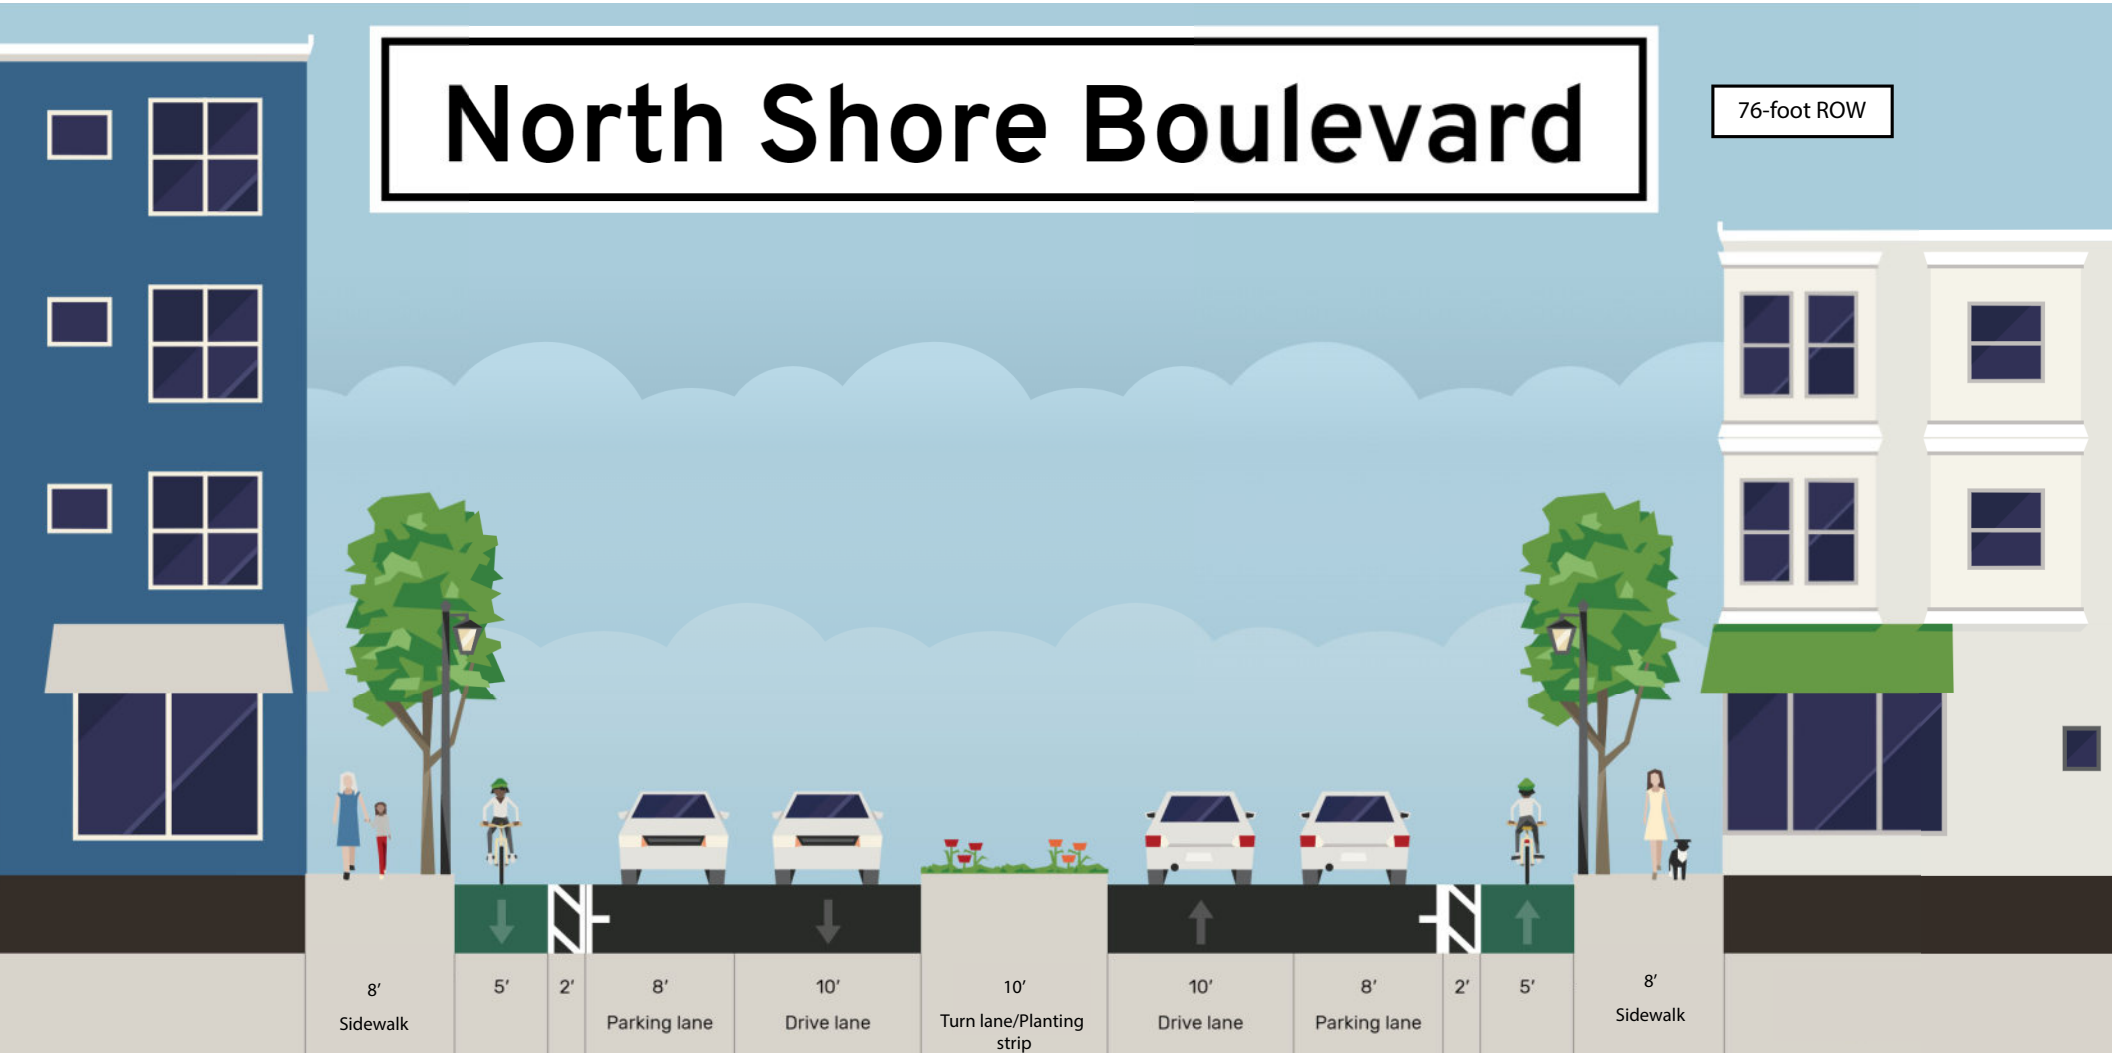 North Shore Boulevard
76-foot ROW
8’
5’
2’
8’
10’
10’
10’
8’
2’
5’
8’
Sidewalk
Parking lane
Drive lane
Turn lane/Planting
strip
Drive lane
Parking lane
Sidewalk